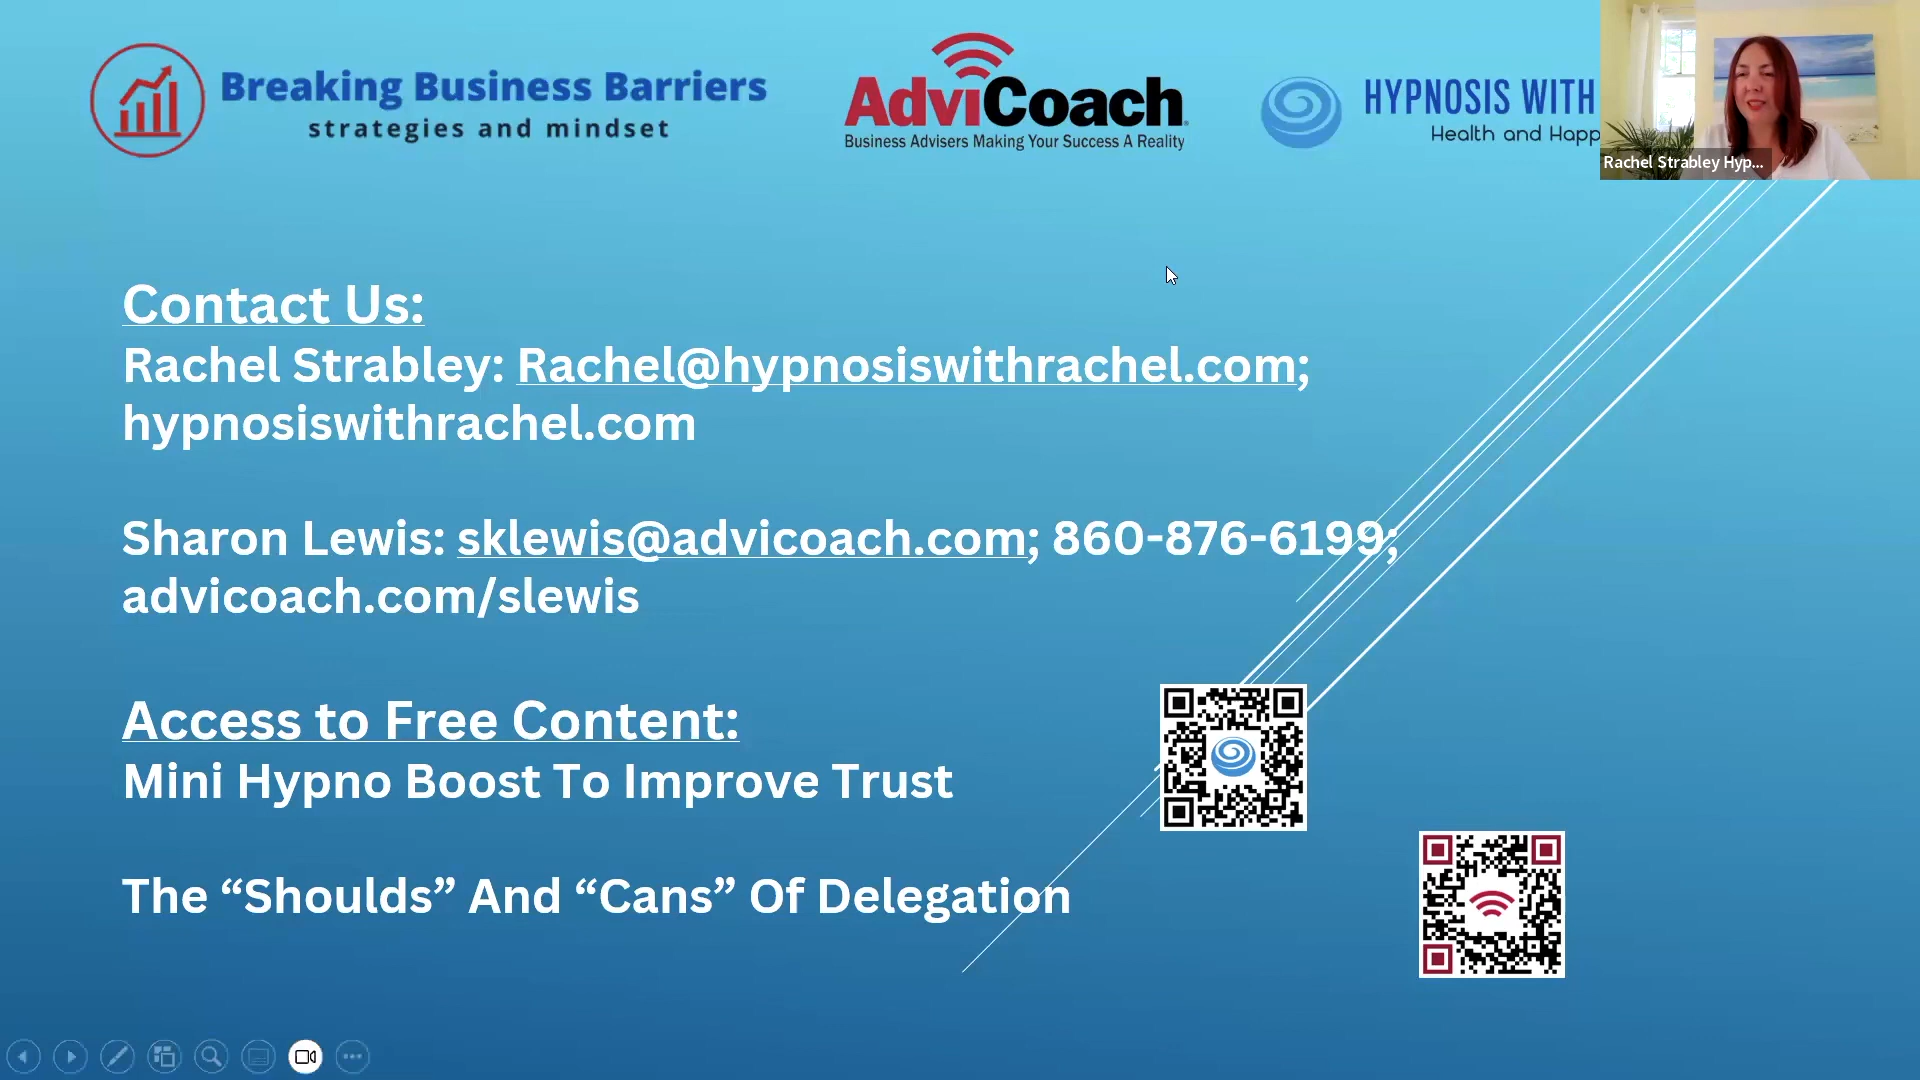 Breaking Business Barriers
strategies and mindset
AdviCoach
Business Advisers Making Your Success A Reality
HYPNOSIS WITH
Health and Happ
Rachel Strabley Hyp...
Contact Us:
Rachel Strabley: Rachel@hypnosiswithrachel.com;
hypnosiswithrachel.com
Sharon Lewis: sklewis@advicoach.com; 860-876-6199;
advicoach.com/slewis
Access to Free Content:
Mini Hypno Boost To Improve Trust
The “Shoulds” And “Cans” Of Delegation